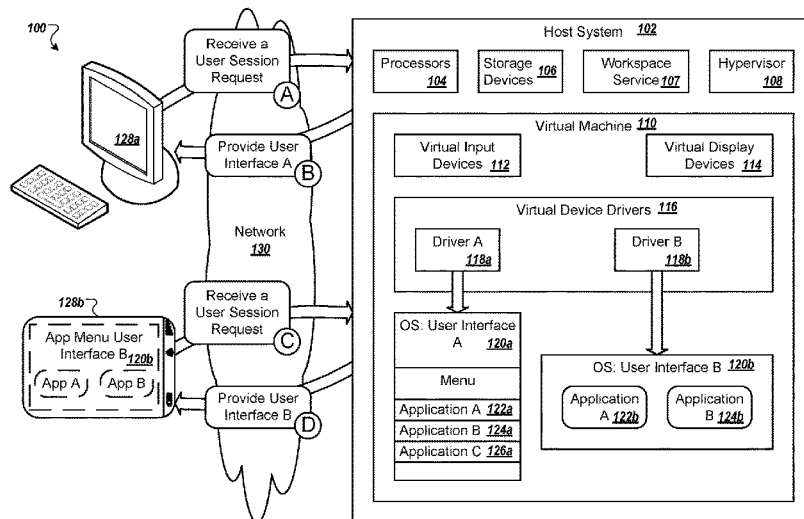 100
128a
Receive a
User Session
Request
A
Provide User
Interface A
B
Network
130
Receive a
User Session
Request
C
Provide User
Interface B
D
128b
App Menu User
Interface B 120b
App A
App B
Host System 102
Processors
104
Storage
Devices
106
Workspace
Service
107
Hypervisor
108
Virtual Machine 110
Virtual Input
Devices 112
Virtual Display
Devices 114
Virtual Device Drivers 116
Driver A
118a
Driver B
118b
OS: User Interface
A 120a
Menu
Application A 122a
Application B 124a
Application C 126a
OS: User Interface B 120b
Application
A 122b
Application
B 124b